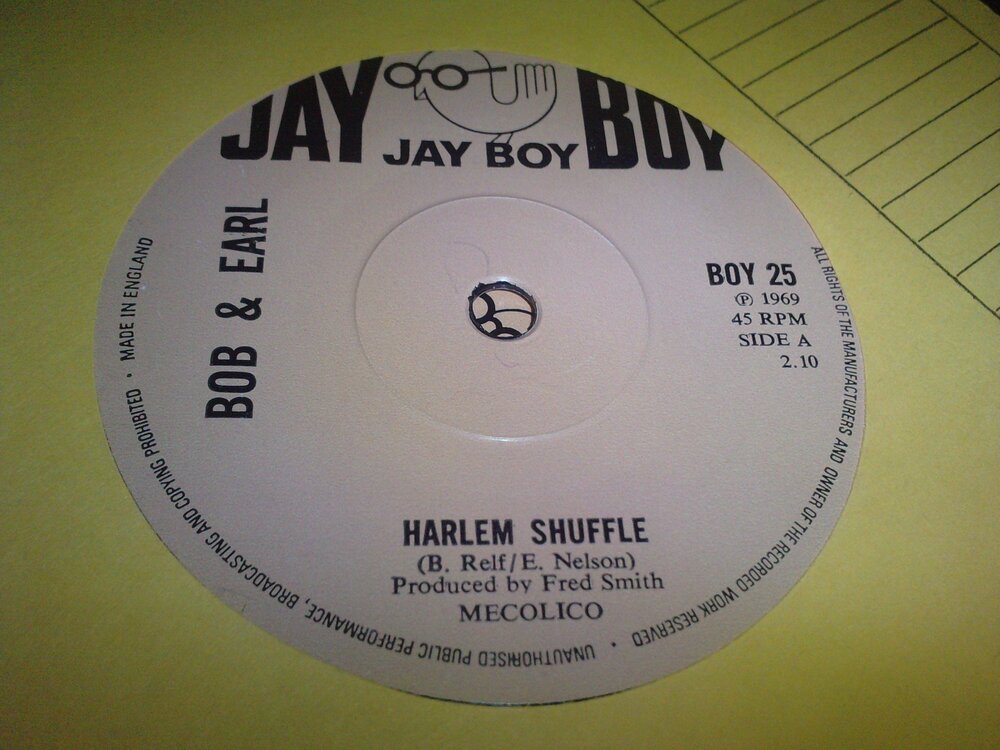 JAY BOY
JAY BOY
BOB & EARL
BOY 25
Ⓟ 1969
45 RPM
SIDE A
2.10
HARLEM SHUFFLE
(B. Relf/E. Nelson)
Produced by Fred Smith
MECOLICO
ALL RIGHTS OF THE MANUFACTURERS AND OWNER OF THE RECORDED WORK RESERVED • UNAUTHORISED PUBLIC PERFORMANCE, BROADCASTING AND COPYING PROHIBITED • MADE IN ENGLAND